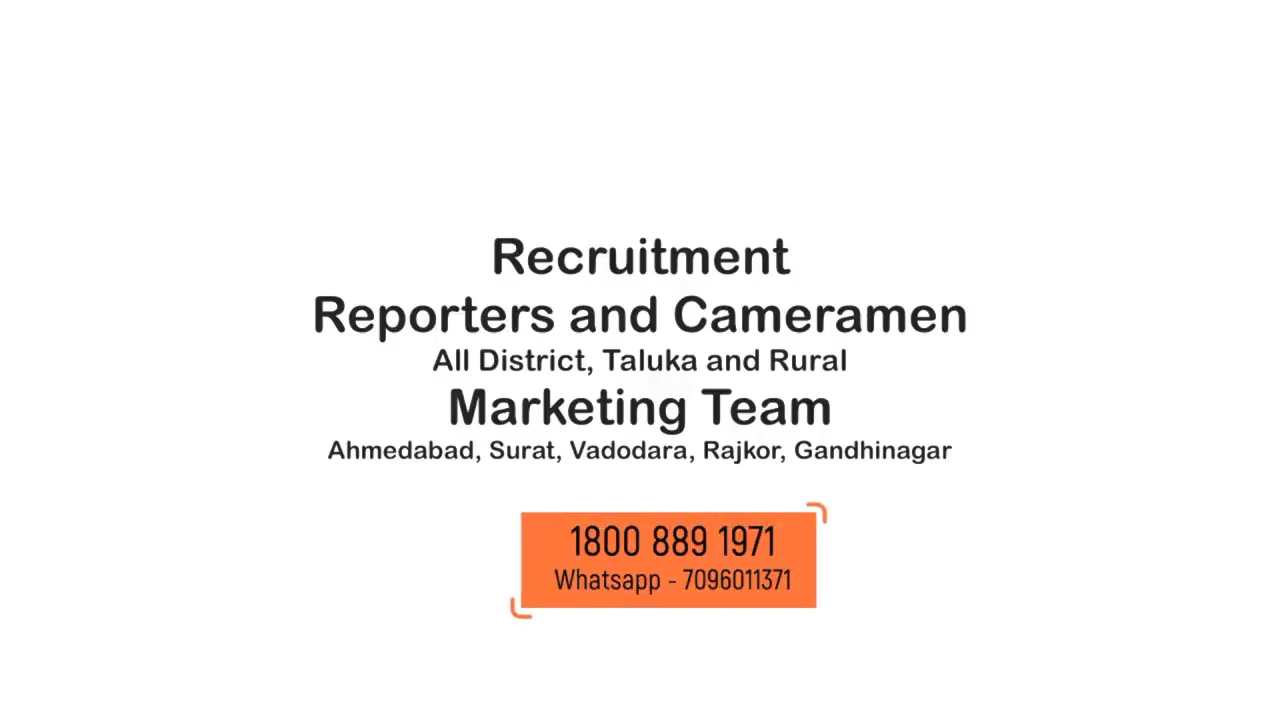 Recruitment
Reporters and Cameramen
All District, Taluka and Rural
Marketing Team
Ahmedabad, Surat, Vadodara, Rajkor, Gandhinagar
1800 889 1971
Whatsapp - 7096011371